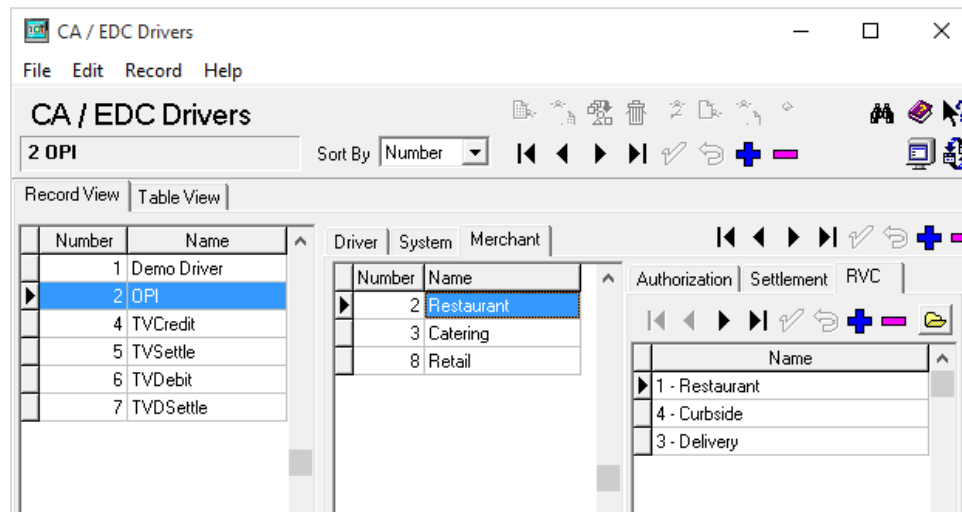 CA / EDC Drivers
File Edit Record Help
CA / EDC Drivers
2 OPI
Sort By Number
Record View Table View
Number Name
1 Demo Driver
2 OPI
4 TVCredit
5 TVSettle
6 TVDebit
7 TVDSettle
Driver System Merchant
Number Name
2 Restaurant
3 Catering
8 Retail
Authorization Settlement RVC
Name
1 - Restaurant
4 - Curbside
3 - Delivery